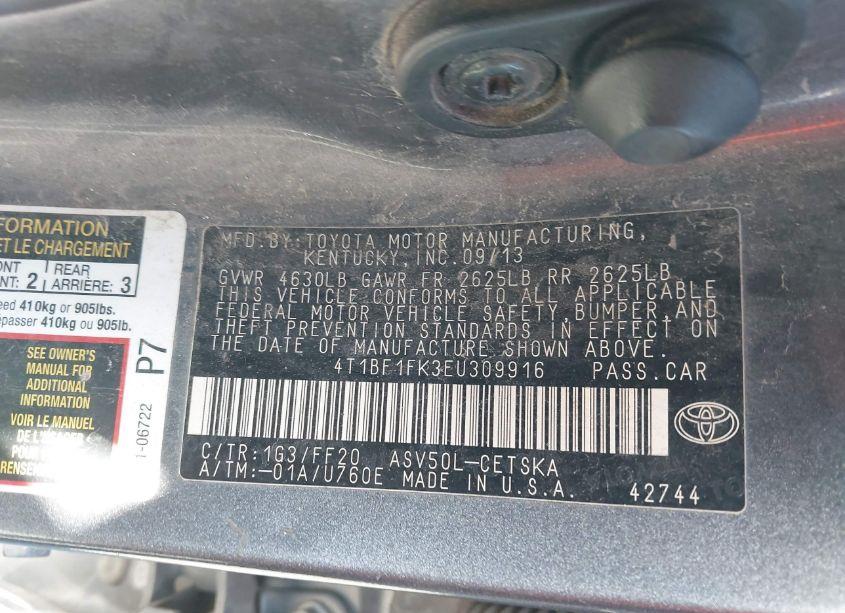 FORMATION
ET LE CHARGEMENT
2
REAR
ARRIÈRE:
3
410kg or 905lbs.
410kg ou 905lb.
SEE OWNER'S
MANUAL FOR
ADDITIONAL
INFORMATION
VOIR LE MANUEL
P7
1-06722
MFD.BY:TOYOTA MOTOR MANUFACTURING,
KENTUCKY,INC.09/13
GVWR 4630LB GAWR FR 2625LB RR 2625LB
THIS VEHICLE CONFORMS TO ALL APPLICABLE
FEDERAL MOTOR VEHICLE SAFETY,BUMPER,AND
THEFT PREVENTION STANDARDS IN EFFECT ON
THE DATE OF MANUFACTURE SHOWN ABOVE.
4T1BF1FK3EU309916 PASS.CAR
C/TR:1G3/FF20 ASV50L-CETSKA
A/TM:-01A/U760E MADE IN U.S.A. 42744